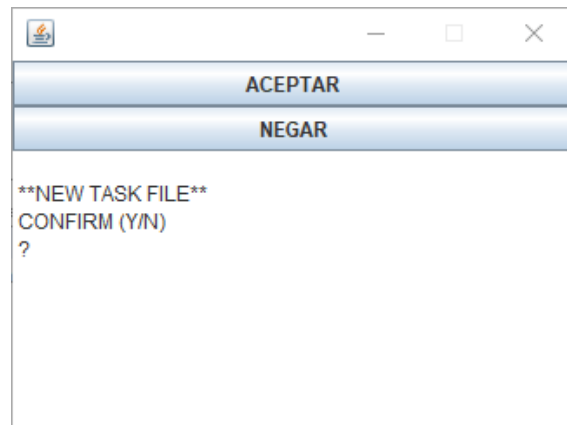 ACEPTAR
NEGAR
**NEW TASK FILE**
CONFIRM (Y/N)
?